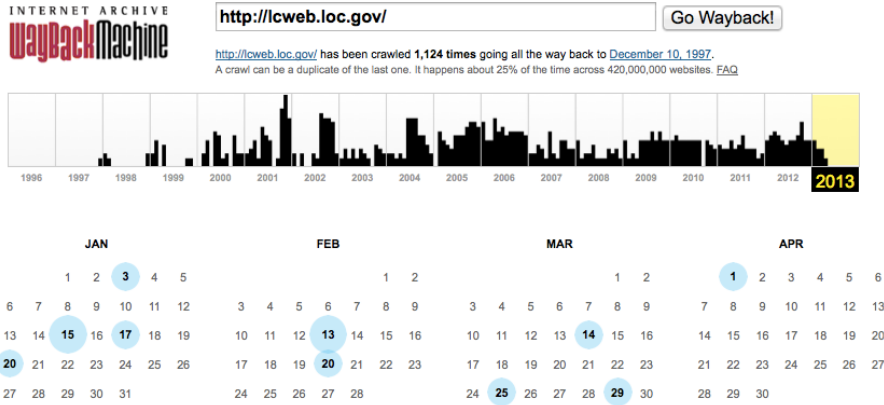 INTERNET ARCHIVE
WayBackMachine
http://lcweb.loc.gov/
Go Wayback!
http://lcweb.loc.gov/ has been crawled 1,124 times going all the way back to December 10, 1997.
A crawl can be a duplicate of the last one. It happens about 25% of the time across 420,000,000 websites. FAQ
1996 1997 1998 1999 2000 2001 2002 2003 2004 2005 2006 2007 2008 2009 2010 2011 2012 2013
JAN FEB MAR APR
1 2 3 4 5 1 2 1 2 1 2 3 4 5 6
6 7 8 9 10 11 12 3 4 5 6 7 8 9 3 4 5 6 7 8 9 7 8 9 10 11 12 13
13 14 15 16 17 18 19 10 11 12 13 14 15 16 10 11 12 13 14 15 16 14 15 16 17 18 19 20
20 21 22 23 24 25 26 17 18 19 20 21 22 23 17 18 19 20 21 22 23 21 22 23 24 25 26 27
27 28 29 30 31 24 25 26 27 28 24 25 26 27 28 29 30 28 29 30